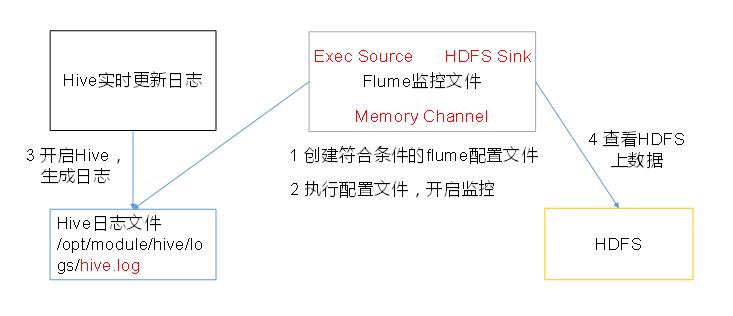 Exec Source HDFS Sink
Hive实时更新日志
Flume监控文件
Memory Channel
3 开启Hive，
生成日志
1 创建符合条件的flume配置文件
2 执行配置文件，开启监控
4 查看HDFS
上数据
Hive日志文件
/opt/module/hive/lo
gs/hive.log
HDFS